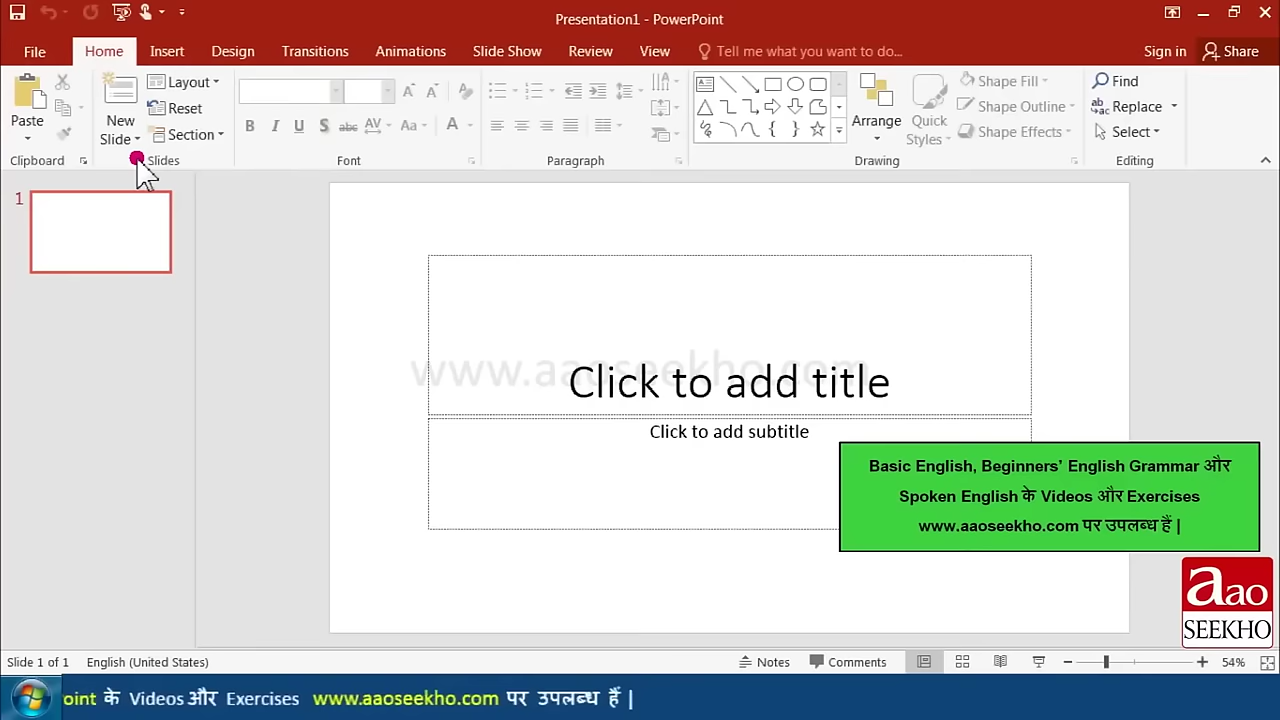 Presentation1 - PowerPoint
File Home Insert Design Transitions Animations Slide Show Review View Tell me what you want to do... Sign in Share
Paste
Clipboard
New Slide
Layout
Reset
Section
Slides
B I U S abc AV Aa A
Font
Paragraph
Arrange
Quick Styles
Shape Fill
Shape Outline
Shape Effects
Drawing
Find
Replace
Select
Editing
1
www.aaoseekho.com
Click to add title
Click to add subtitle
Basic English, Beginners’ English Grammar और
Spoken English के Videos और Exercises
www.aaoseekho.com पर उपलब्ध हैं |
aao
SEEKHO
Slide 1 of 1 English (United States) Notes Comments 54%
oint के Videos और Exercises www.aaoseekho.com पर उपलब्ध हैं |